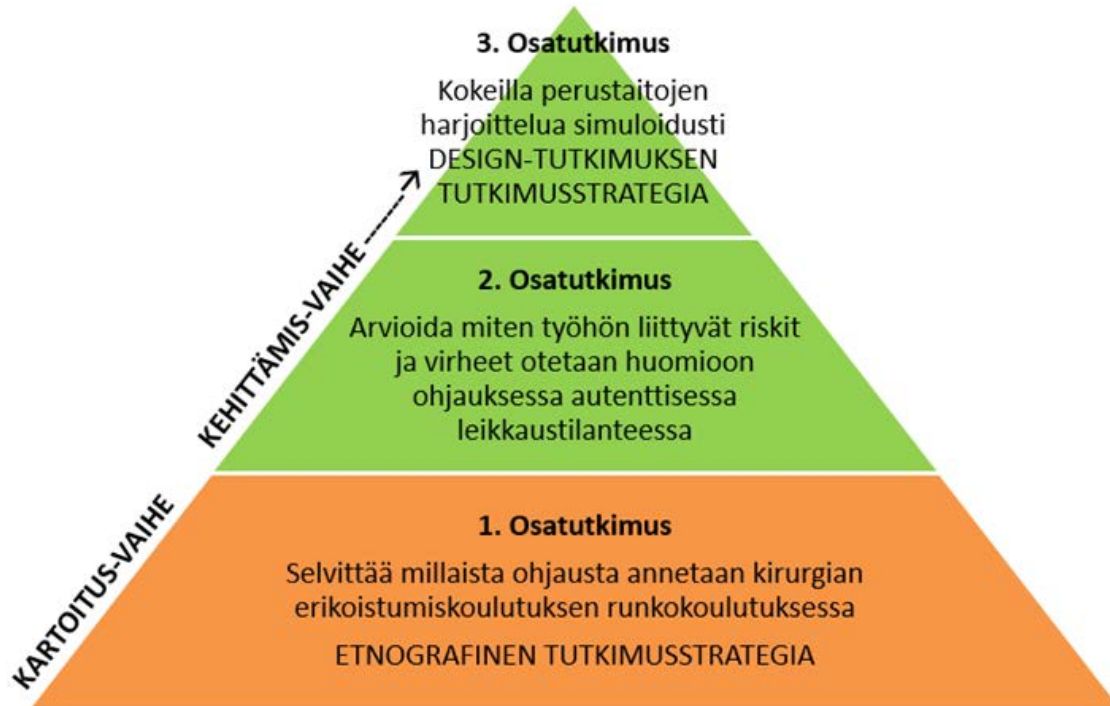 3. Osatutkimus
Kokeilla perustaitojen
harjoittelua simuloidusti
DESIGN-TUTKIMUKSEN
TUTKIMUSSTRATEGIA
KEHITTÄMIS-VAIHE
2. Osatutkimus
Arvioida miten työhön liittyvät riskit
ja virheet otetaan huomioon
ohjauksessa autenttisessa
leikkaustilanteessa
KARTOITUS-VAIHE
1. Osatutkimus
Selvittää millaista ohjausta annetaan kirurgian
erikoistumiskoulutuksen runkokoulutuksessa
ETNOGRAFINEN TUTKIMUSSTRATEGIA